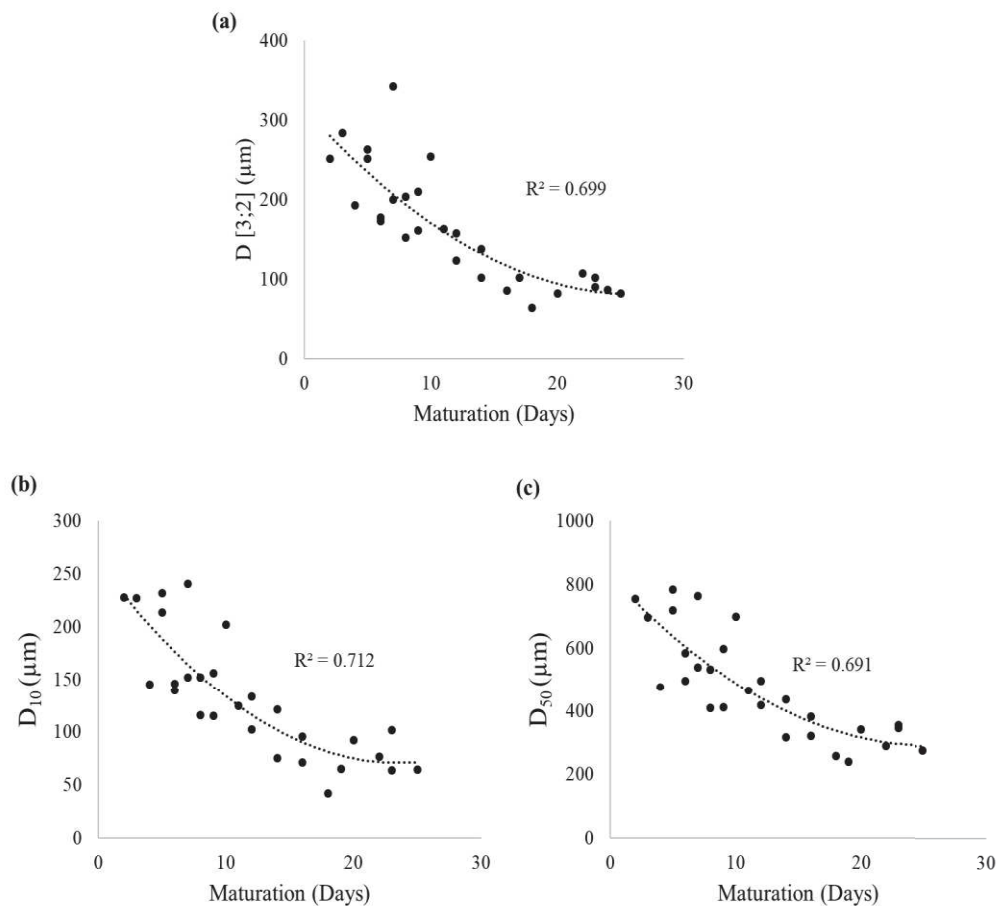 (a)
400
300
200
100
0
D [3;2] (μm)
R² = 0.699
0 10 20 30
Maturation (Days)
(b)
300
250
200
150
100
50
0
D₁₀ (μm)
R² = 0.712
0 10 20 30
Maturation (Days)
(c)
1000
800
600
400
200
0
D₅₀ (μm)
R² = 0.691
0 10 20 30
Maturation (Days)